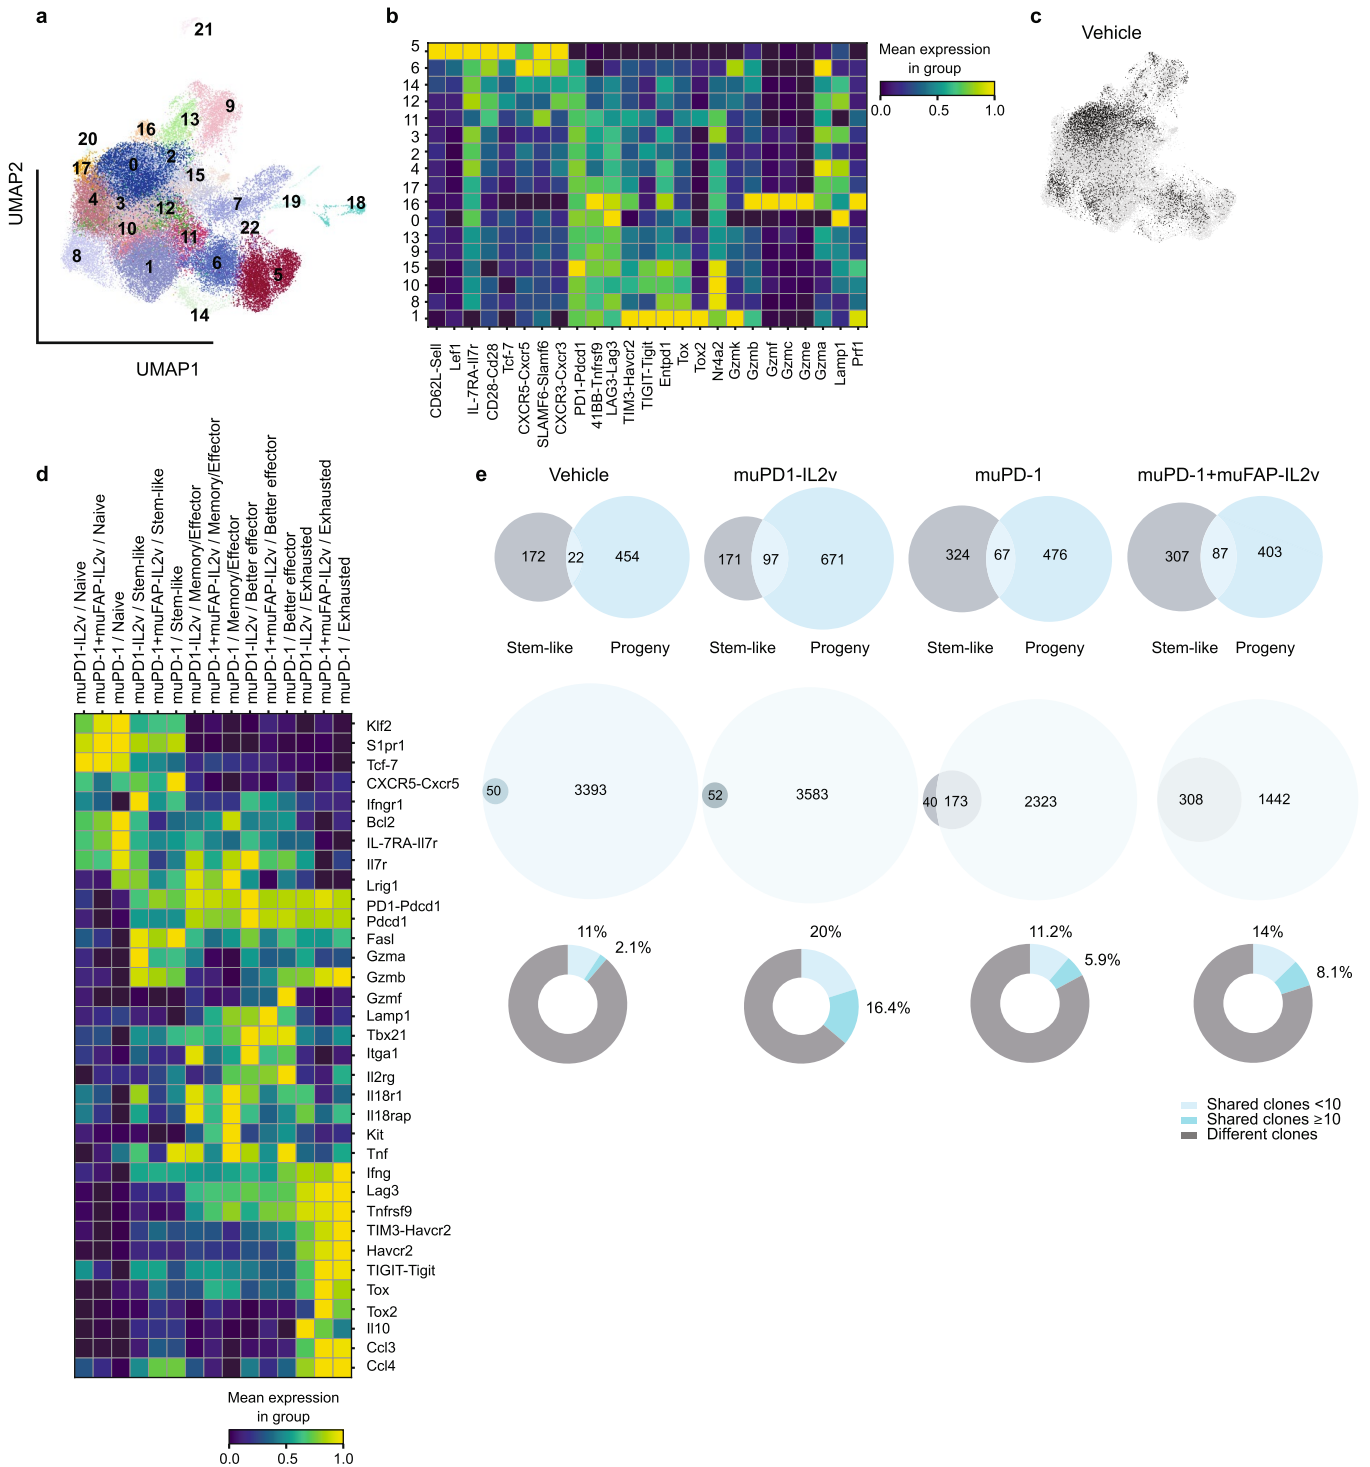 a
21
9
13
16
20
2
0
17
15
4
3
12
7
19
18
10
11
22
8
1
6
5
14
UMAP2
UMAP1
b
5
6
14
12
11
3
2
4
17
16
0
13
9
15
10
8
1
CD62L-Sell
Lef1
IL-7RA-Il7r
CD28-Cd28
Tcf-7
CXCR5-Cxcr5
SLAMF6-Slamf6
CXCR3-Cxcr3
PD1-Pdcd1
41BB-Tnfrsf9
LAG3-Lag3
TIM3-Havcr2
TIGIT-Tigit
Entpd1
Tox
Tox2
Nr4a2
Gzmk
Gzmb
Gzmf
Gzmc
Gzme
Gzma
Lamp1
Prf1
Mean expression
in group
0.0 0.5 1.0
c
Vehicle
d
muPD1-IL2v / Naive
muPD-1+muFAP-IL2v / Naive
muPD-1 / Naive
muPD1-IL2v / Stem-like
muPD-1+muFAP-IL2v / Stem-like
muPD-1 / Stem-like
muPD1-IL2v / Memory/Effector
muPD-1+muFAP-IL2v / Memory/Effector
muPD-1 / Memory/Effector
muPD1-IL2v / Better effector
muPD-1+muFAP-IL2v / Better effector
muPD-1 / Better effector
muPD1-IL2v / Exhausted
muPD-1+muFAP-IL2v / Exhausted
muPD-1 / Exhausted
Klf2
S1pr1
Tcf-7
CXCR5-Cxcr5
Ifngr1
Bcl2
IL-7RA-Il7r
Il7r
Lrig1
PD1-Pdcd1
Pdcd1
Fasl
Gzma
Gzmb
Gzmf
Lamp1
Tbx21
Itga1
Il2rg
Il18r1
Il18rap
Kit
Tnf
Ifng
Lag3
Tnfrsf9
TIM3-Havcr2
Havcr2
TIGIT-Tigit
Tox
Tox2
Il10
Ccl3
Ccl4
Mean expression
in group
0.0 0.5 1.0
e
Vehicle muPD1-IL2v muPD-1 muPD-1+muFAP-IL2v
172 22 454 171 97 671 324 67 476 307 87 403
Stem-like Progeny Stem-like Progeny Stem-like Progeny Stem-like Progeny
50 3393 52 3583 40 173 2323 308 1442
11% 2.1% 20% 16.4% 11.2% 5.9% 14% 8.1%
Shared clones <10
Shared clones ≥10
Different clones